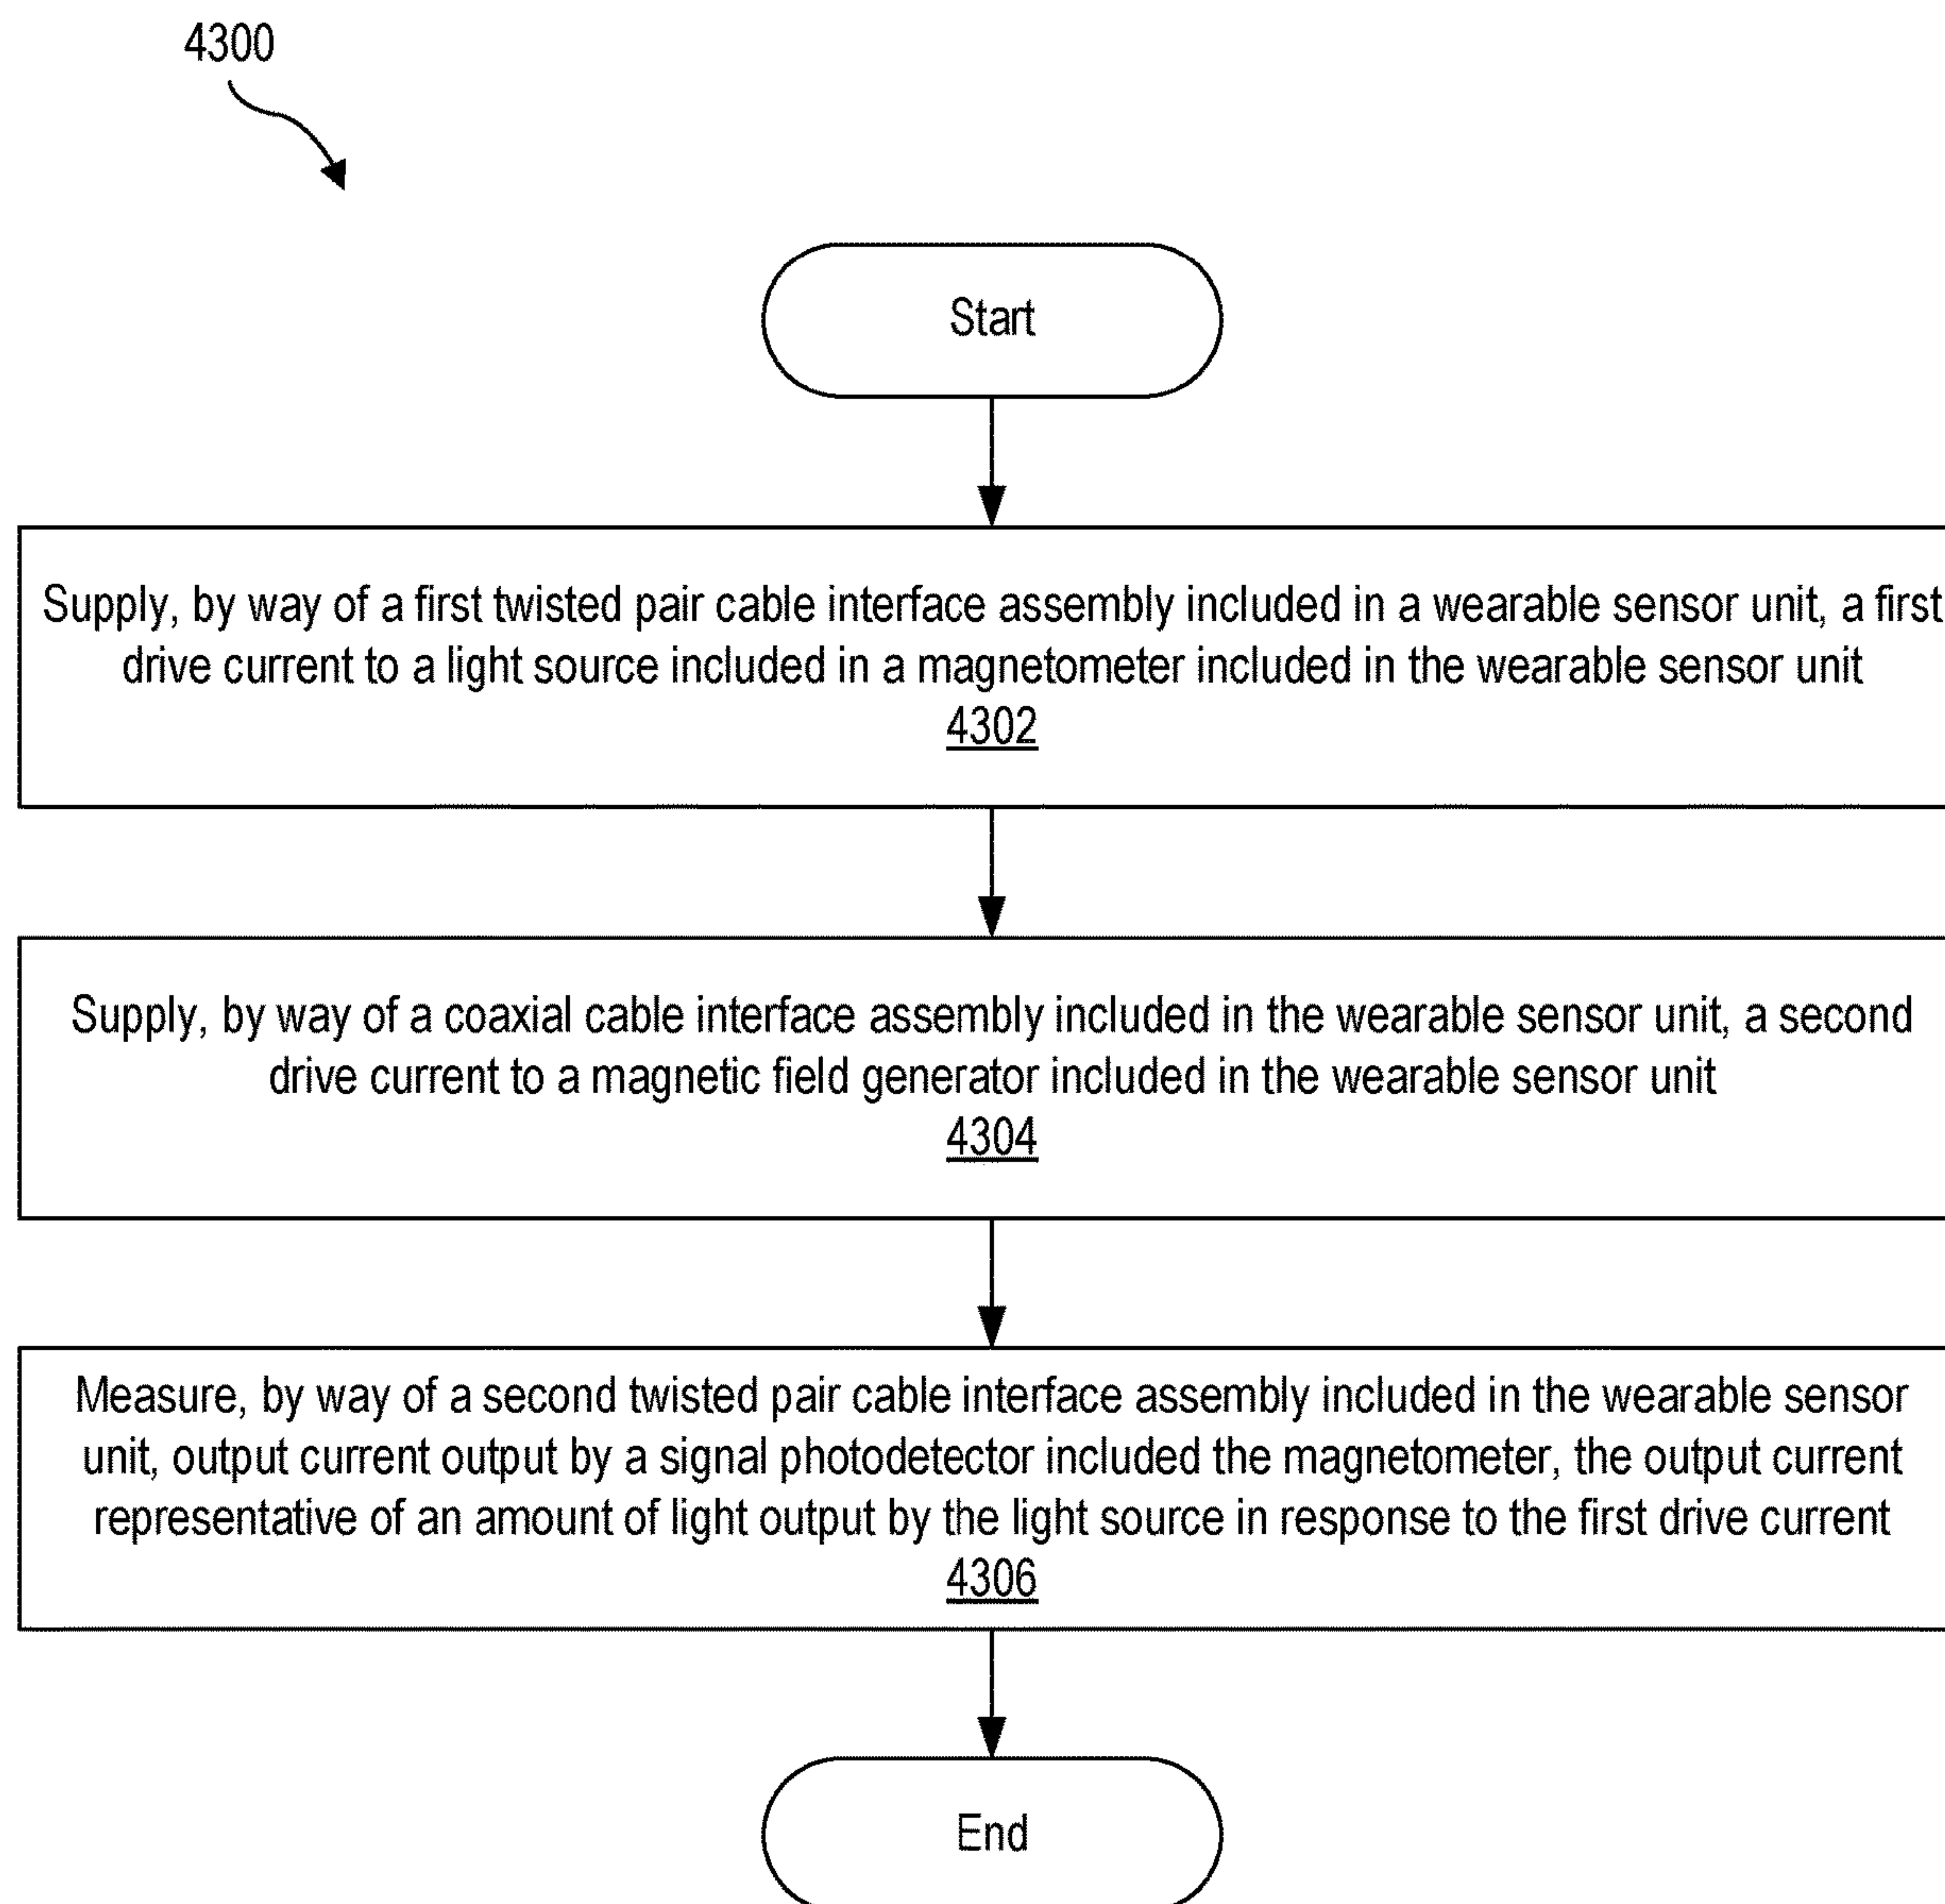 4300
Start
Supply, by way of a first twisted pair cable interface assembly included in a wearable sensor unit, a first
drive current to a light source included in a magnetometer included in the wearable sensor unit
4302
Supply, by way of a coaxial cable interface assembly included in the wearable sensor unit, a second
drive current to a magnetic field generator included in the wearable sensor unit
4304
Measure, by way of a second twisted pair cable interface assembly included in the wearable sensor
unit, output current output by a signal photodetector included the magnetometer, the output current
representative of an amount of light output by the light source in response to the first drive current
4306
End